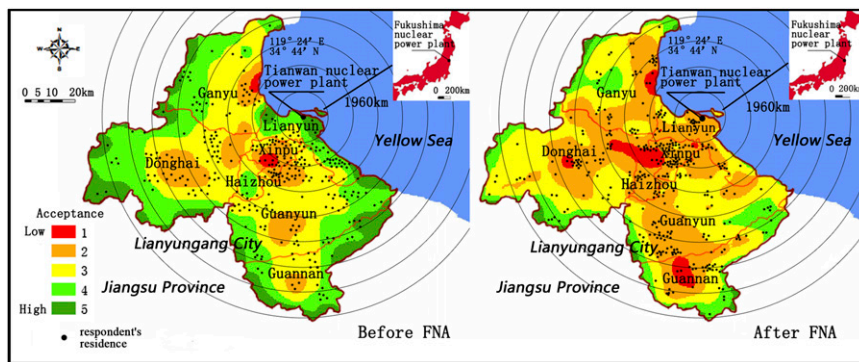 Fukushima
nuclear
power plant
0 200km
119° 24′ E
34° 44′ N
Tianwan nuclear
power plant
1960km
N
W E
S
0 5 10 20km
Ganyu
Lianyun
Yellow Sea
Xinpu
Donghai
Haizhou
Guanyun
Lianyungang City
Guannan
Jiangsu Province
Acceptance
Low 1
2
3
4
High 5
respondent's
residence
Before FNA
Fukushima
nuclear
power plant
0 200km
119° 24′ E
34° 44′ N
Tianwan nuclear
power plant
1960km
Ganyu
Lianyun
Yellow Sea
Xinpu
Donghai
Haizhou
Guanyun
Lianyungang City
Guannan
Jiangsu Province
After FNA